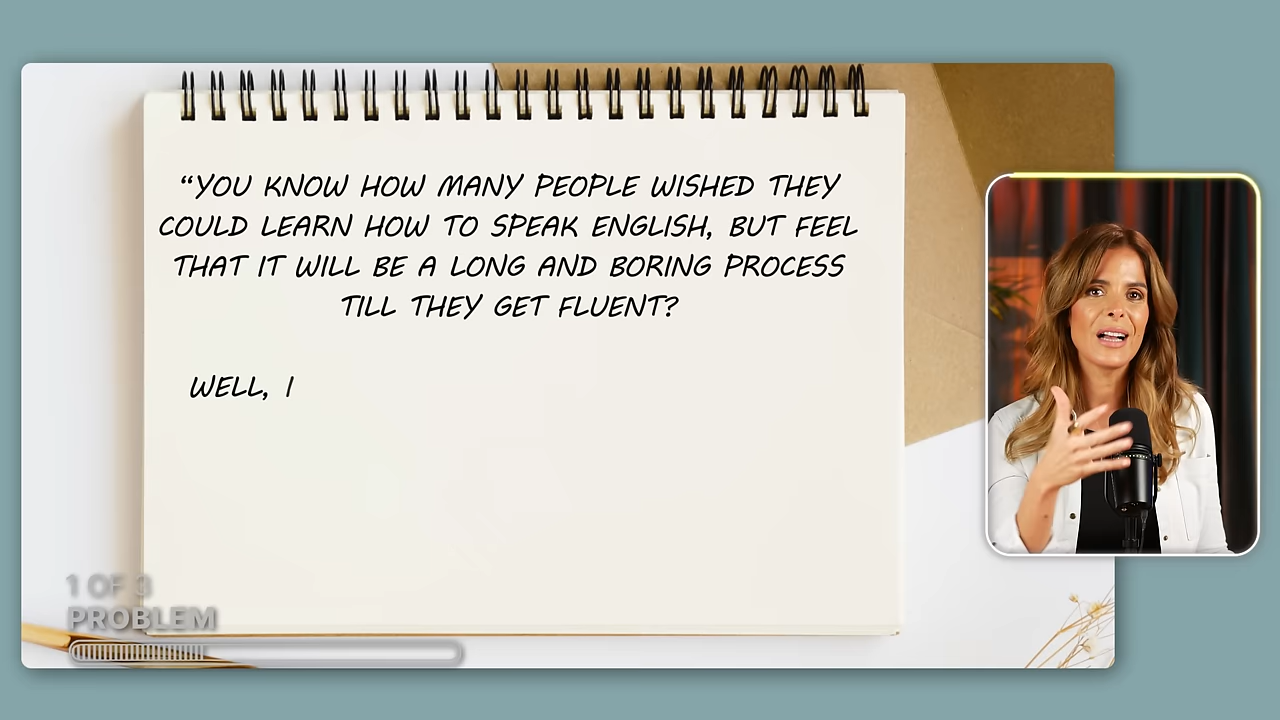 “YOU KNOW HOW MANY PEOPLE WISHED THEY
COULD LEARN HOW TO SPEAK ENGLISH, BUT FEEL
THAT IT WILL BE A LONG AND BORING PROCESS
TILL THEY GET FLUENT?
WELL, I
1 OF 3
PROBLEM